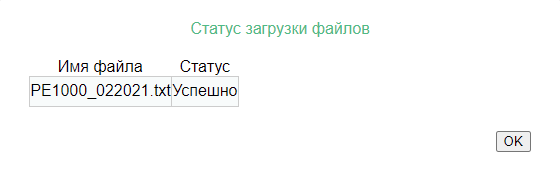 Статус загрузки файлов
Имя файла Статус
PE1000_022021.txt Успешно
OK